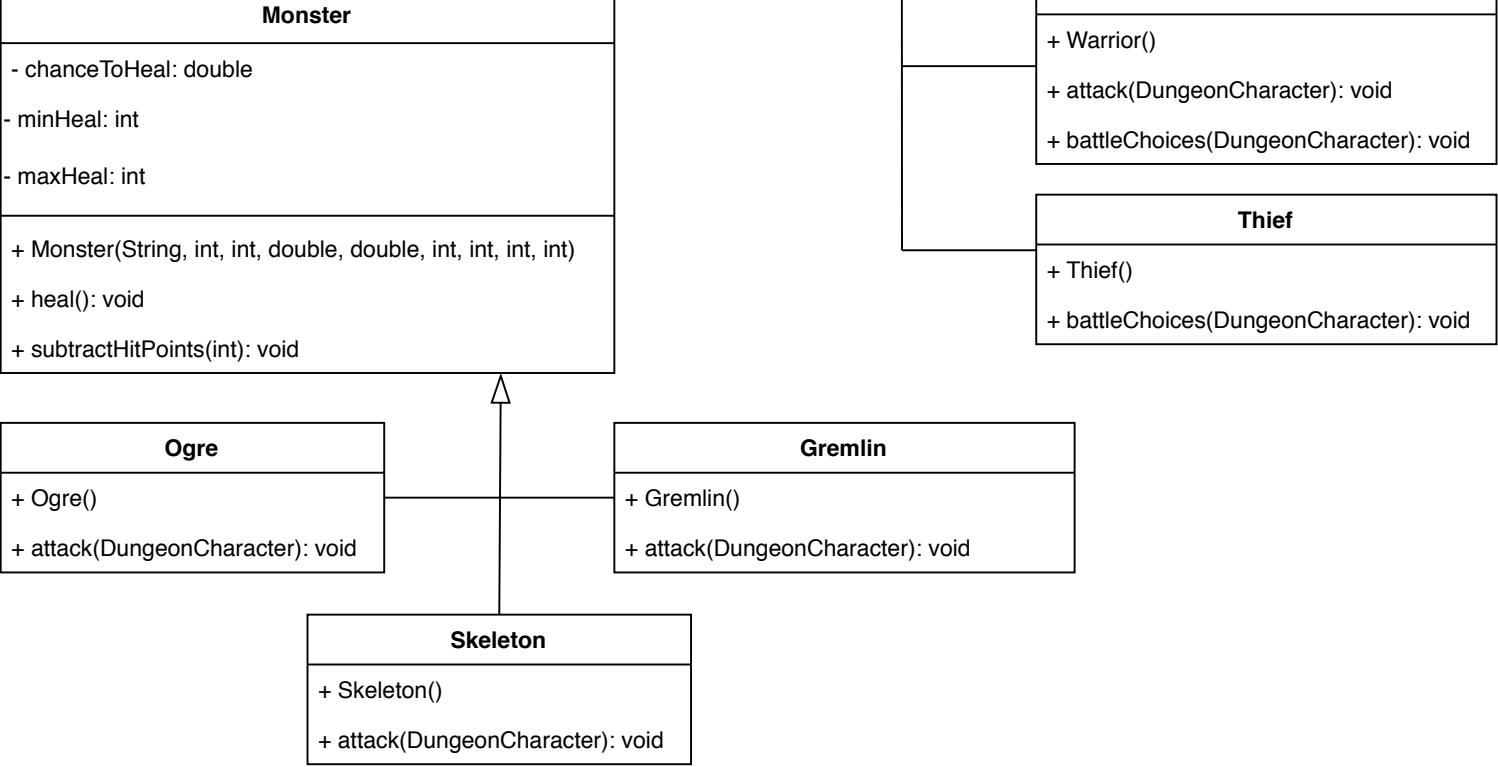 Monster
- chanceToHeal: double
- minHeal: int
- maxHeal: int
+ Monster(String, int, int, double, double, int, int, int, int)
+ heal(): void
+ subtractHitPoints(int): void
+ Warrior()
+ attack(DungeonCharacter): void
+ battleChoices(DungeonCharacter): void
Thief
+ Thief()
+ battleChoices(DungeonCharacter): void
Ogre
+ Ogre()
+ attack(DungeonCharacter): void
Gremlin
+ Gremlin()
+ attack(DungeonCharacter): void
Skeleton
+ Skeleton()
+ attack(DungeonCharacter): void